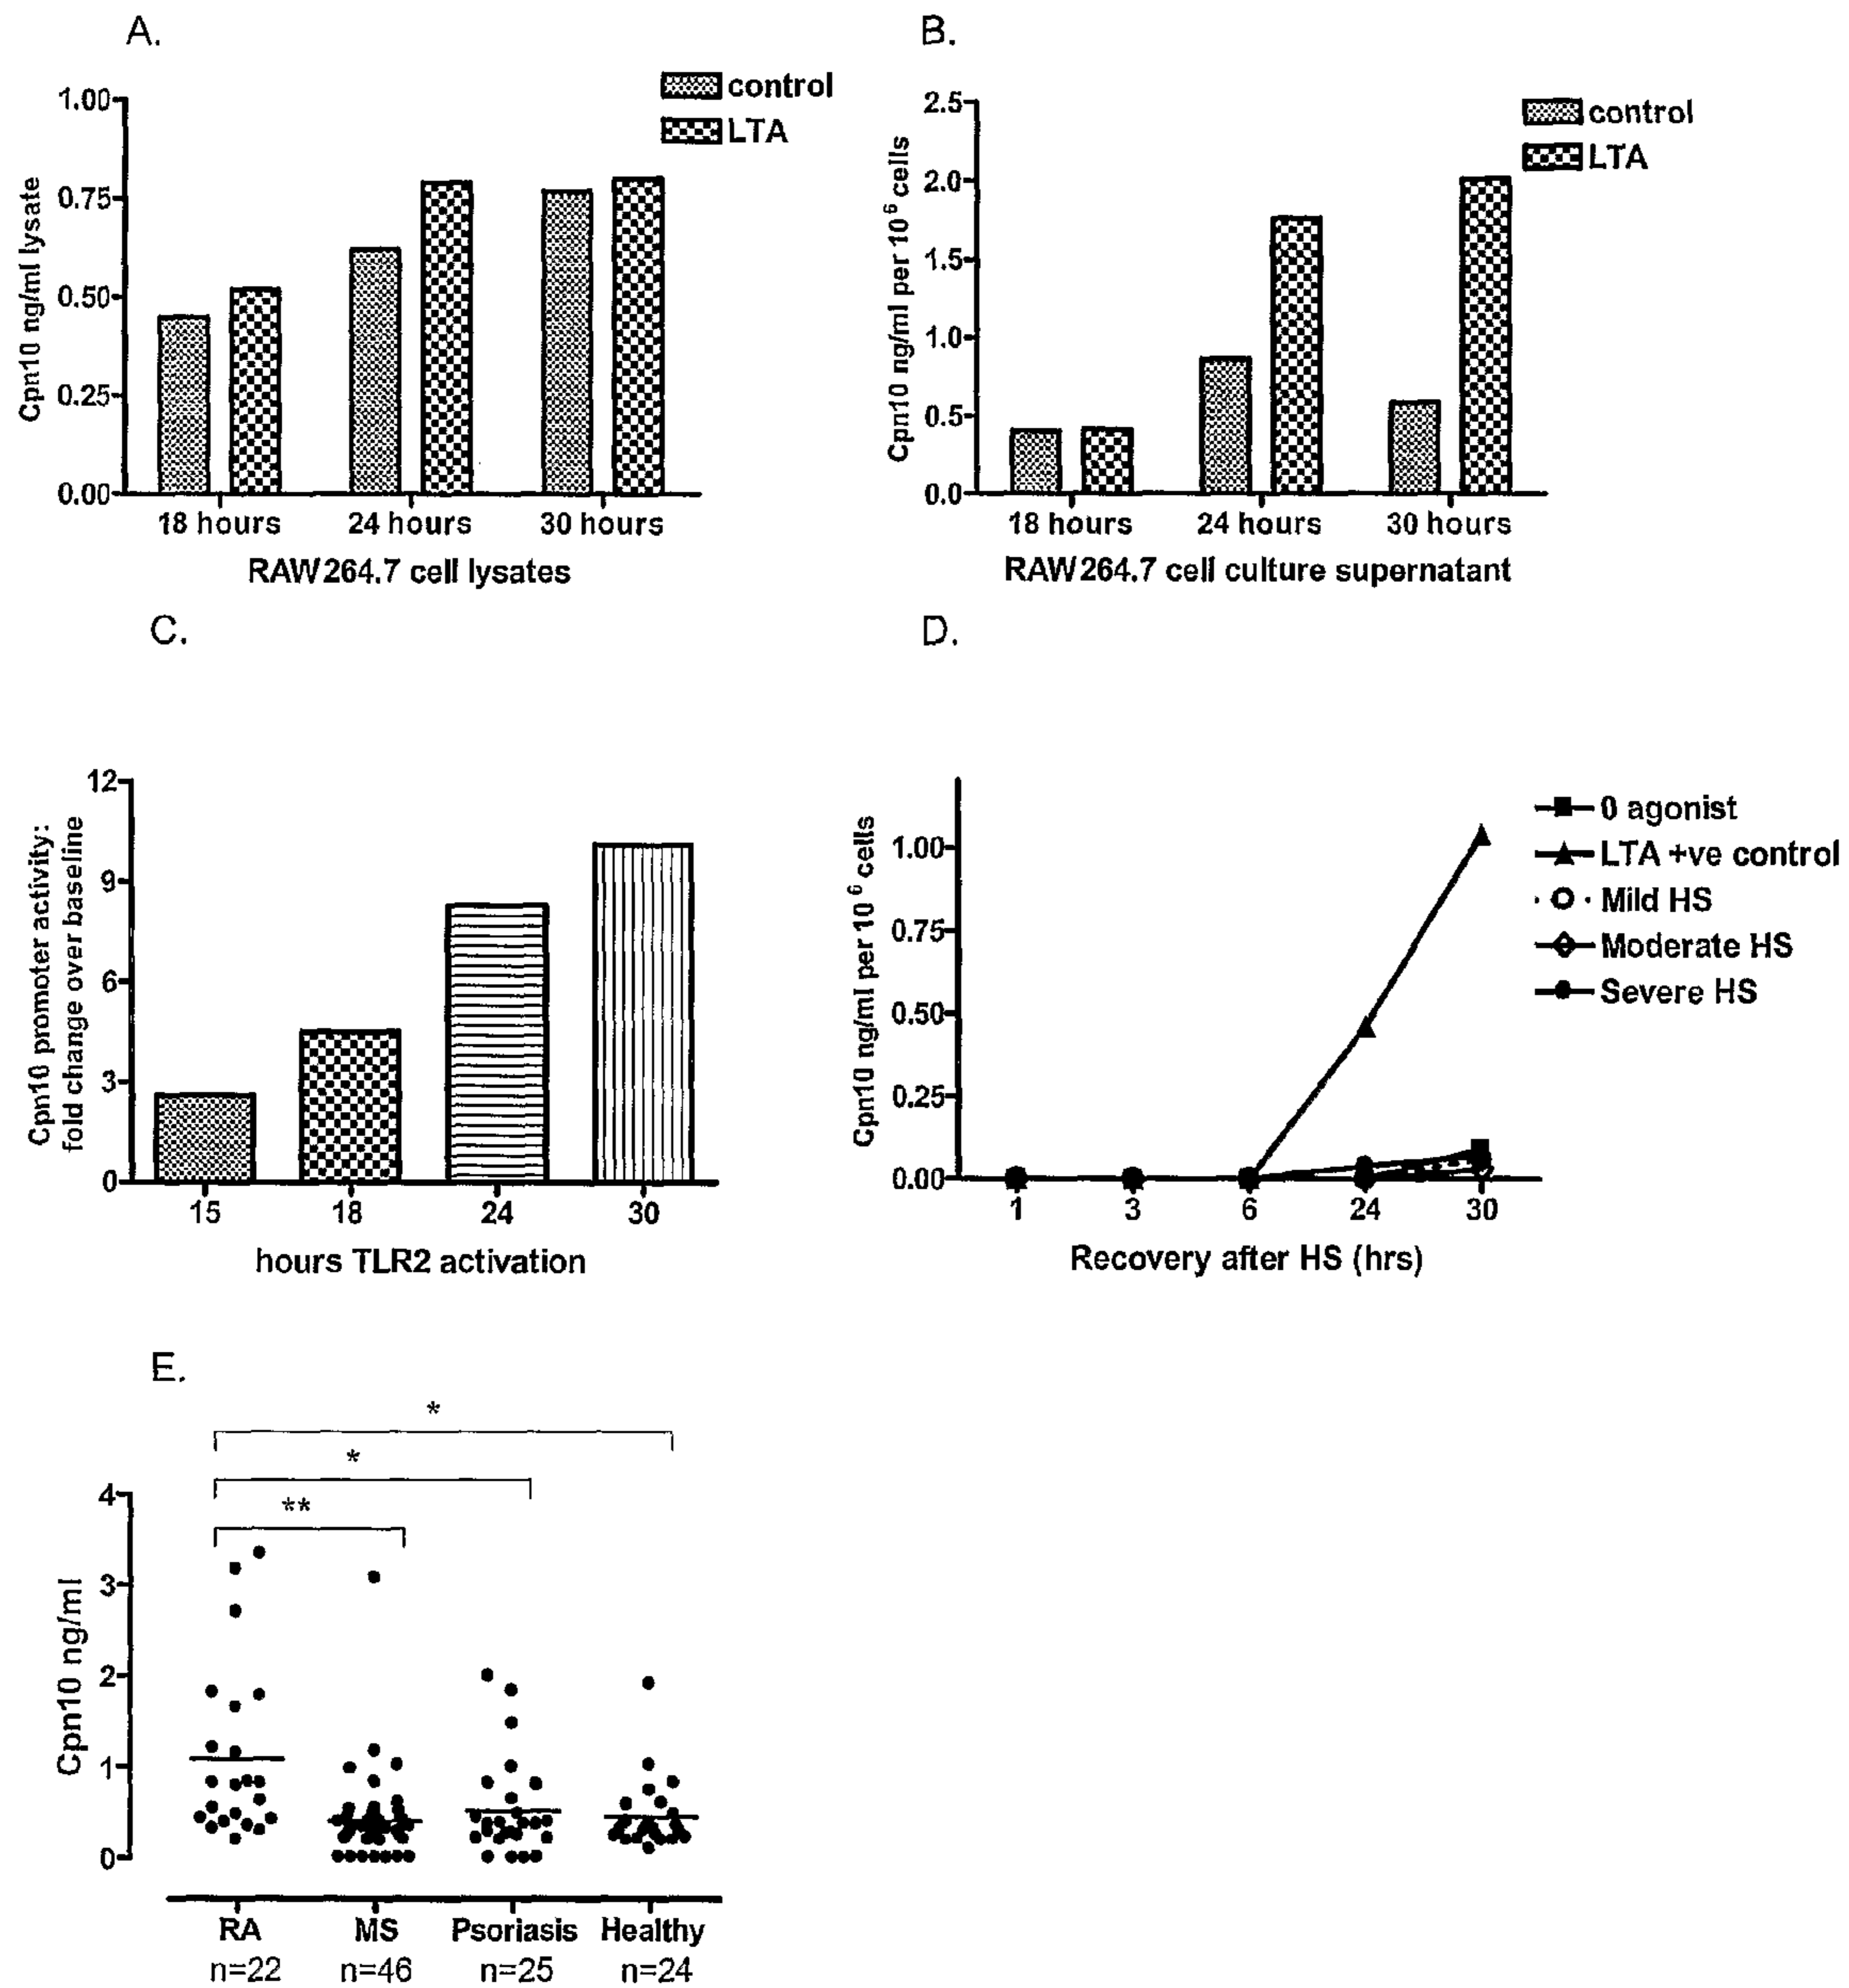 A.
control
LTA
1.00
0.75
0.50
0.25
0.00
Cpn10 ng/ml lysate
18 hours 24 hours 30 hours
RAW264.7 cell lysates
B.
control
LTA
2.5
2.0
1.5
1.0
0.5
0.0
Cpn10 ng/ml per 10⁶ cells
18 hours 24 hours 30 hours
RAW264.7 cell culture supernatant
C.
12
9
6
3
0
Cpn10 promoter activity:
fold change over baseline
15 18 24 30
hours TLR2 activation
D.
0 agonist
LTA +ve control
Mild HS
Moderate HS
Severe HS
1.00
0.75
0.50
0.25
0.00
Cpn10 ng/ml per 10⁶ cells
1 3 6 24 30
Recovery after HS (hrs)
E.
*
*
**
4
3
2
1
0
Cpn10 ng/ml
RA MS Psoriasis Healthy
n=22 n=46 n=25 n=24